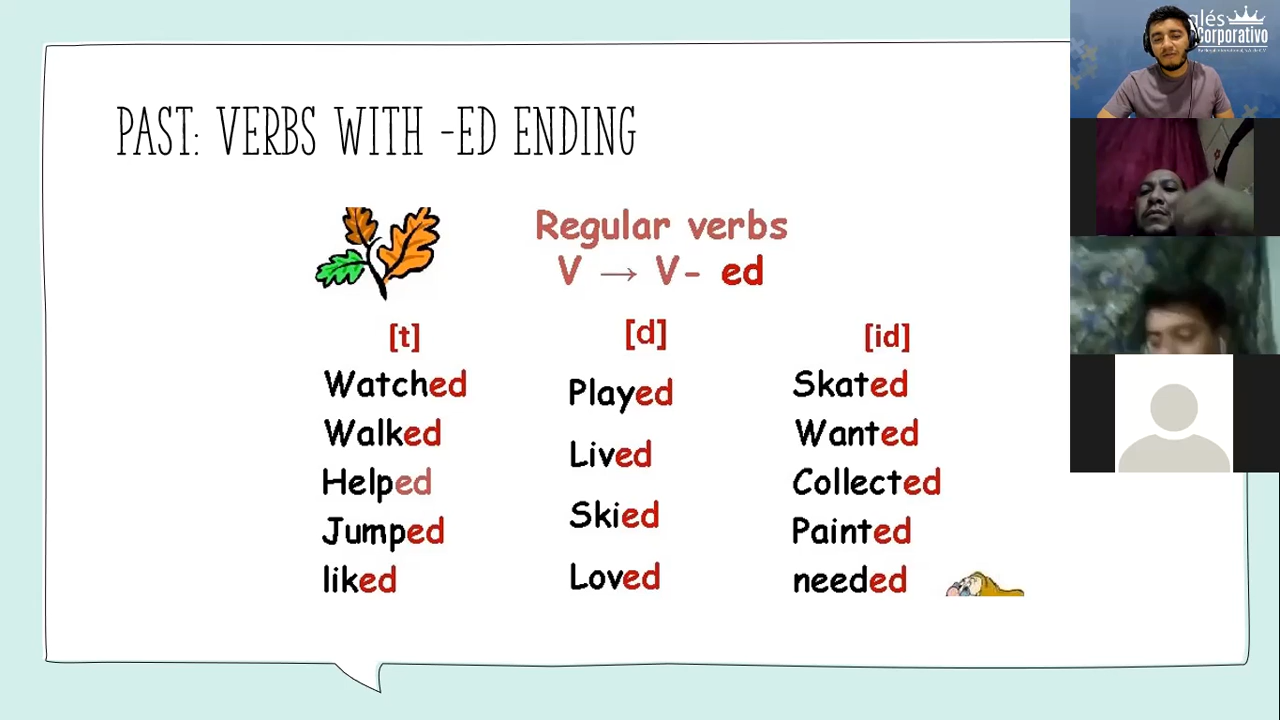 PAST: VERBS WITH -ED ENDING
Regular verbs
V → V- ed
[t]
Watched
Walked
Helped
Jumped
liked
[d]
Played
Lived
Skied
Loved
[id]
Skated
Wanted
Collected
Painted
needed
glés
Corporativo